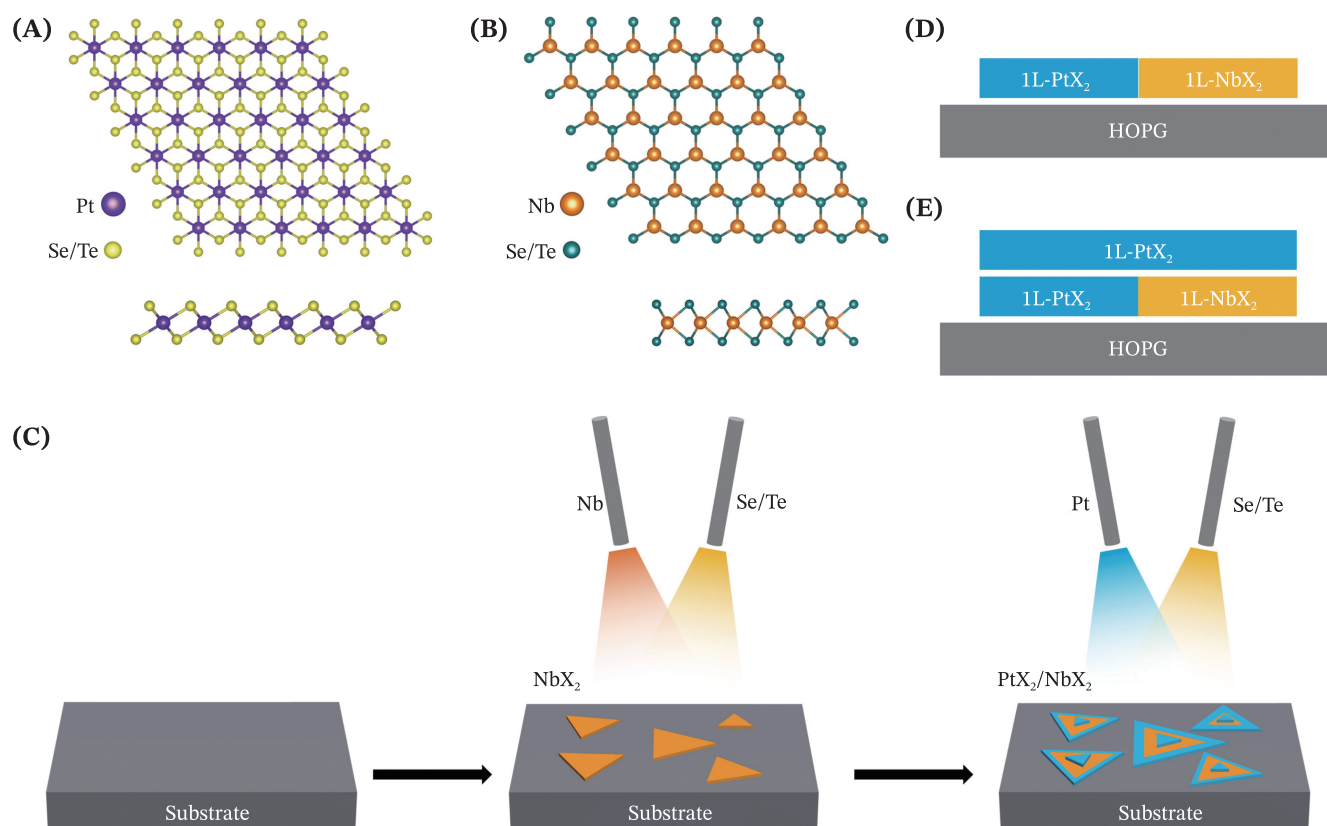 (A)
Pt
Se/Te
(B)
Nb
Se/Te
(D)
1L-PtX₂ 1L-NbX₂
HOPG
(E)
1L-PtX₂
1L-PtX₂ 1L-NbX₂
HOPG
(C)
Substrate
Nb Se/Te
NbX₂
Substrate
Pt Se/Te
PtX₂/NbX₂
Substrate